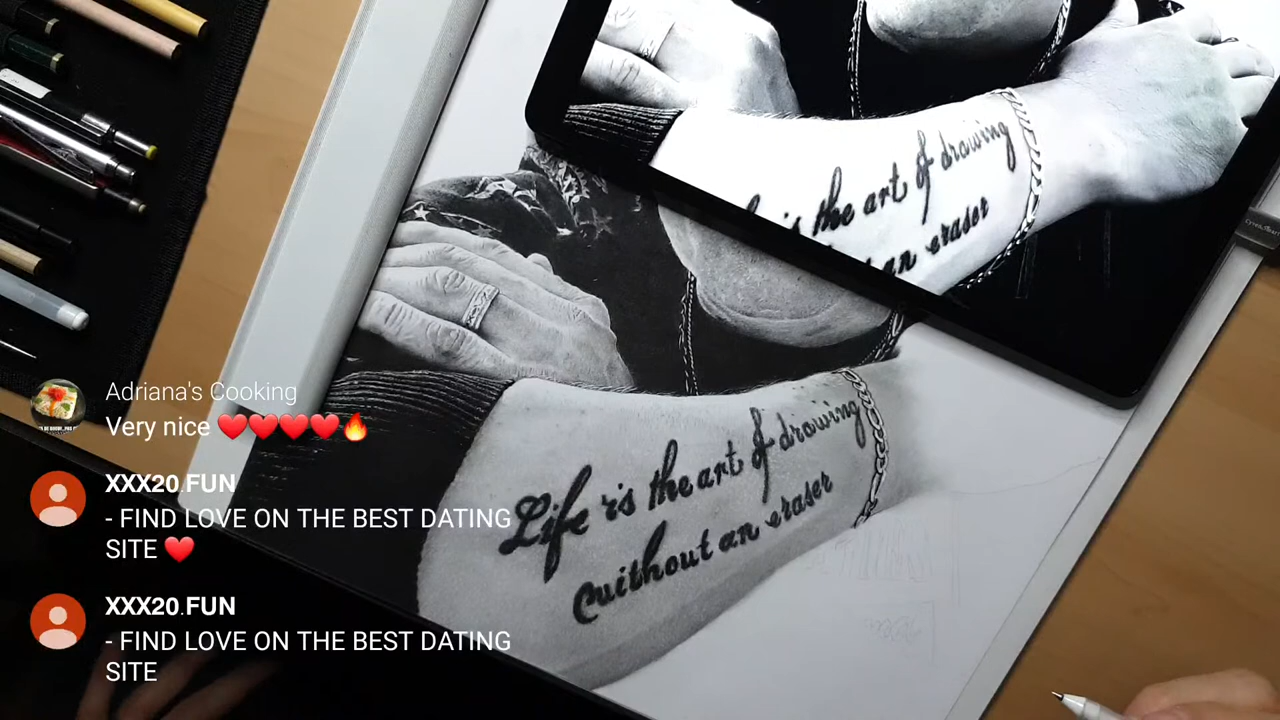 is the art of drawing
an eraser
Life is the art of drawing
without an eraser
Adriana's Cooking
Very nice ❤️❤️❤️❤️🔥
XXX20.FUN
- FIND LOVE ON THE BEST DATING
SITE ❤️
XXX20.FUN
- FIND LOVE ON THE BEST DATING
SITE